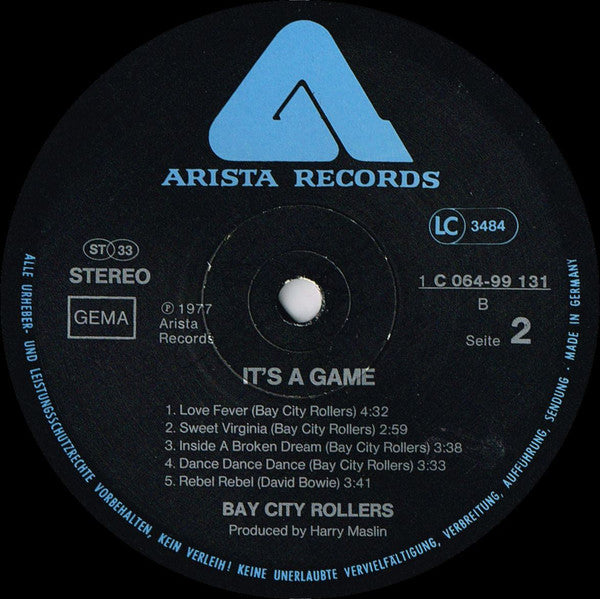 ARISTA RECORDS
LC 3484
ST 33
STEREO
GEMA
℗ 1977
Arista
Records
1 C 064-99 131
B
Seite 2
IT'S A GAME
1. Love Fever (Bay City Rollers) 4:32
2. Sweet Virginia (Bay City Rollers) 2:59
3. Inside A Broken Dream (Bay City Rollers) 3:38
4. Dance Dance Dance (Bay City Rollers) 3:33
5. Rebel Rebel (David Bowie) 3:41
BAY CITY ROLLERS
Produced by Harry Maslin
ALLE URHEBER- UND LEISTUNGSSCHUTZRECHTE VORBEHALTEN, KEIN VERLEIH! KEINE UNERLAUBTE VERVIELFÄLTIGUNG, VERBREITUNG, AUFFÜHRUNG, SENDUNG · MADE IN GERMANY